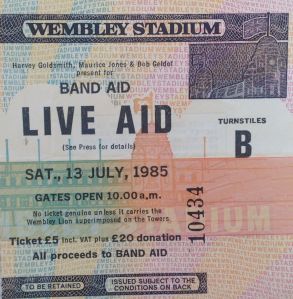 WEMBLEY STADIUM
Harvey Goldsmith, Maurice Jones & Bob Geldof
present for
BAND AID
LIVE AID
(See Press for details)
TURNSTILES
B
SAT., 13 JULY, 1985
GATES OPEN 10.00 a.m.
No ticket genuine unless it carries the
Wembley Lion superimposed on the Towers.
Ticket £5 incl. VAT plus £20 donation
All proceeds to BAND AID
10434
TO BE RETAINED
ISSUED SUBJECT TO THE
CONDITIONS ON BACK